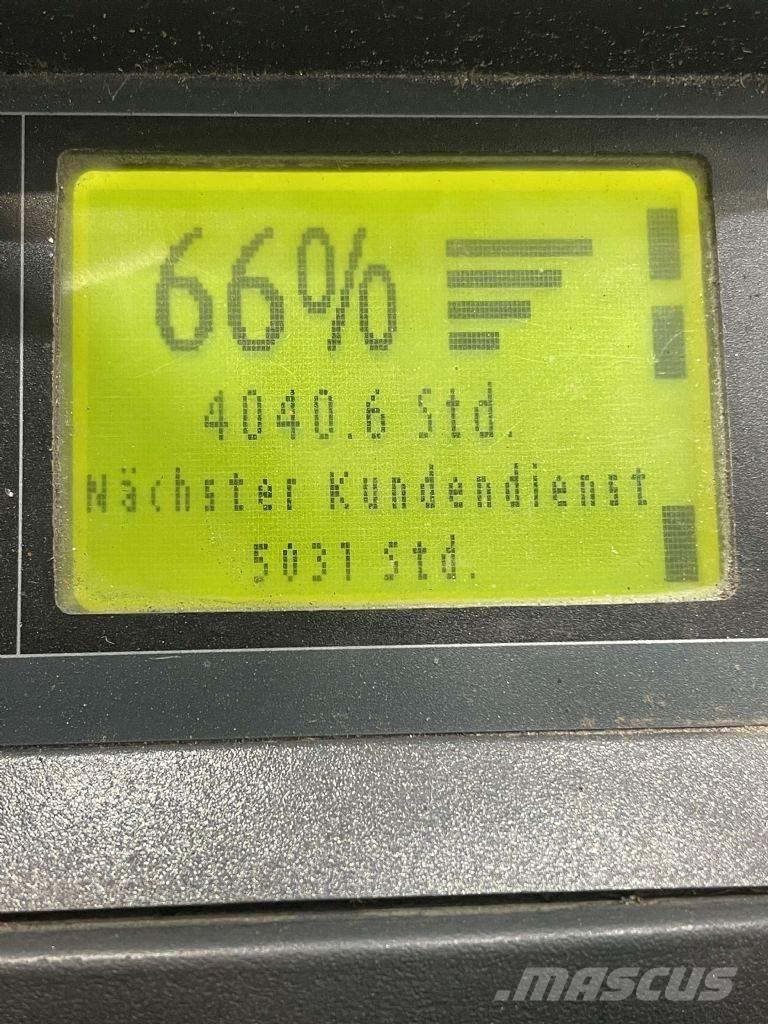 66%
4040.6 Std.
Nächster Kundendienst
5031 Std.
MASCUS